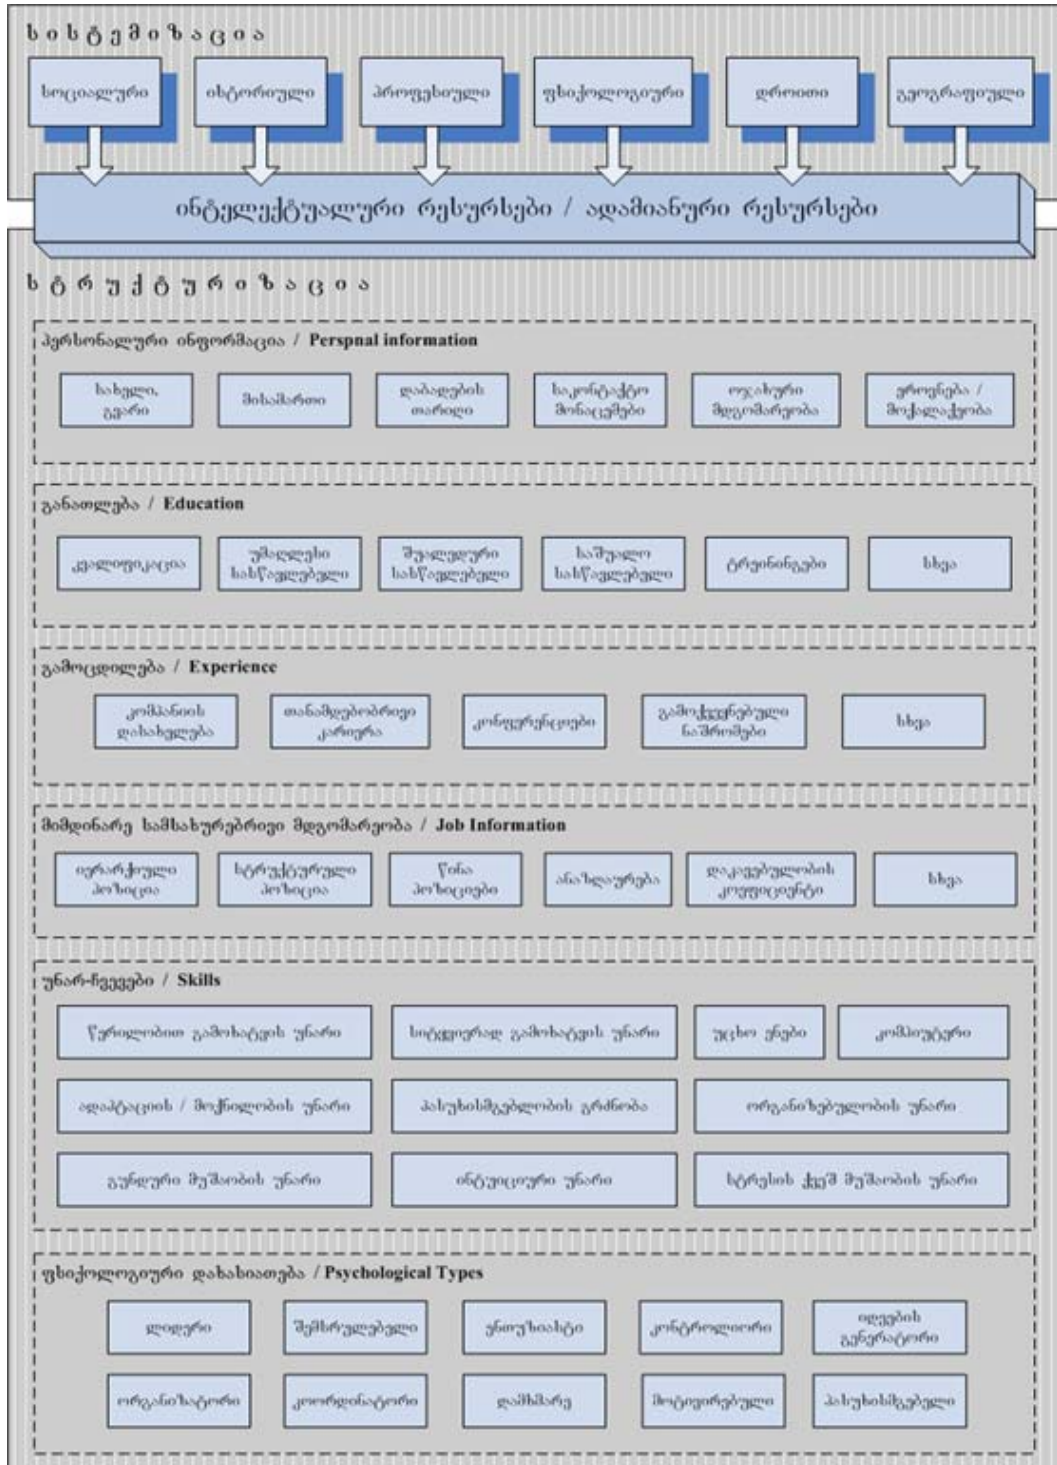 სისტემიზაცია
სოციალური
ისტორიული
პროფესიული
ფსიქოლოგიური
დროითი
გეოგრაფიული
ინტელექტუალური რესურსები / ადამიანური რესურსები
სტრუქტურიზაცია
პერსონალური ინფორმაცია / Perspnal information
სახელი,
გვარი
მისამართი
დაბადების
თარიღი
საკონტაქტო
მონაცემები
ოჯახური
მდგომარეობა
ეროვნება /
მოქალაქეობა
განათლება / Education
კვალიფიკაცია
უმაღლესი
სასწავლებელი
შუალედური
სასწავლებელი
საშუალო
სასწავლებელი
ტრეინინგები
სხვა
გამოცდილება / Experience
კომპანიის
დასახელება
თანამდებობრივი
კარიერა
კონფერენციები
გამოქვეყნებული
ნაშრომები
სხვა
მიმდინარე სამსახურებრივი მდგომარეობა / Job Information
იერარქიული
პოზიცია
სტრუქტურული
პოზიცია
წინა
პოზიციები
ანაზღაურება
დაკავებულობის
კოეფიციენტი
სხვა
უნარ-ჩვევები / Skills
წერილობით გამოხატვის უნარი
სიტყვიერად გამოხატვის უნარი
უცხო ენები
კომპიუტერი
ადაპტაციის / მოქნილობის უნარი
პასუხისმგებლობის გრძნობა
ორგანიზებულობის უნარი
გუნდური მუშაობის უნარი
ინტუიციური უნარი
სტრესის ქვეშ მუშაობის უნარი
ფსიქოლოგიური დახასიათება / Psychological Types
ლიდერი
შემსრულებელი
ენთუზიასტი
კონტროლიორი
იდეების
გენერატორი
ორგანიზატორი
კოორდინატორი
დამხმარე
მოტივირებული
პასუხისმგებელი